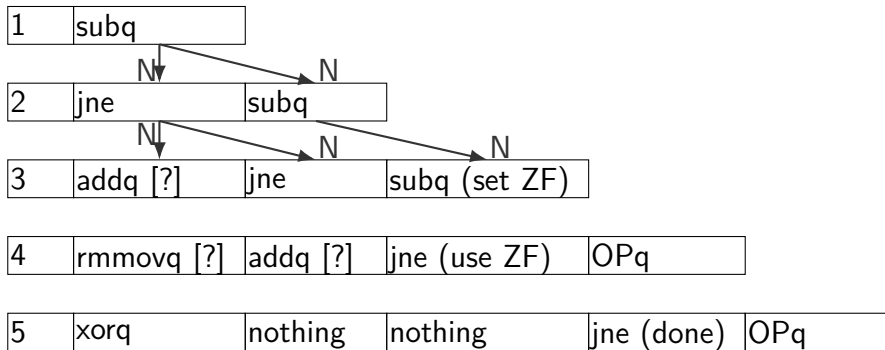 1 subq
N N
2 jne subq
N N N
3 addq [?] jne subq (set ZF)
4 rmmovq [?] addq [?] jne (use ZF) OPq
5 xorq nothing nothing jne (done) OPq